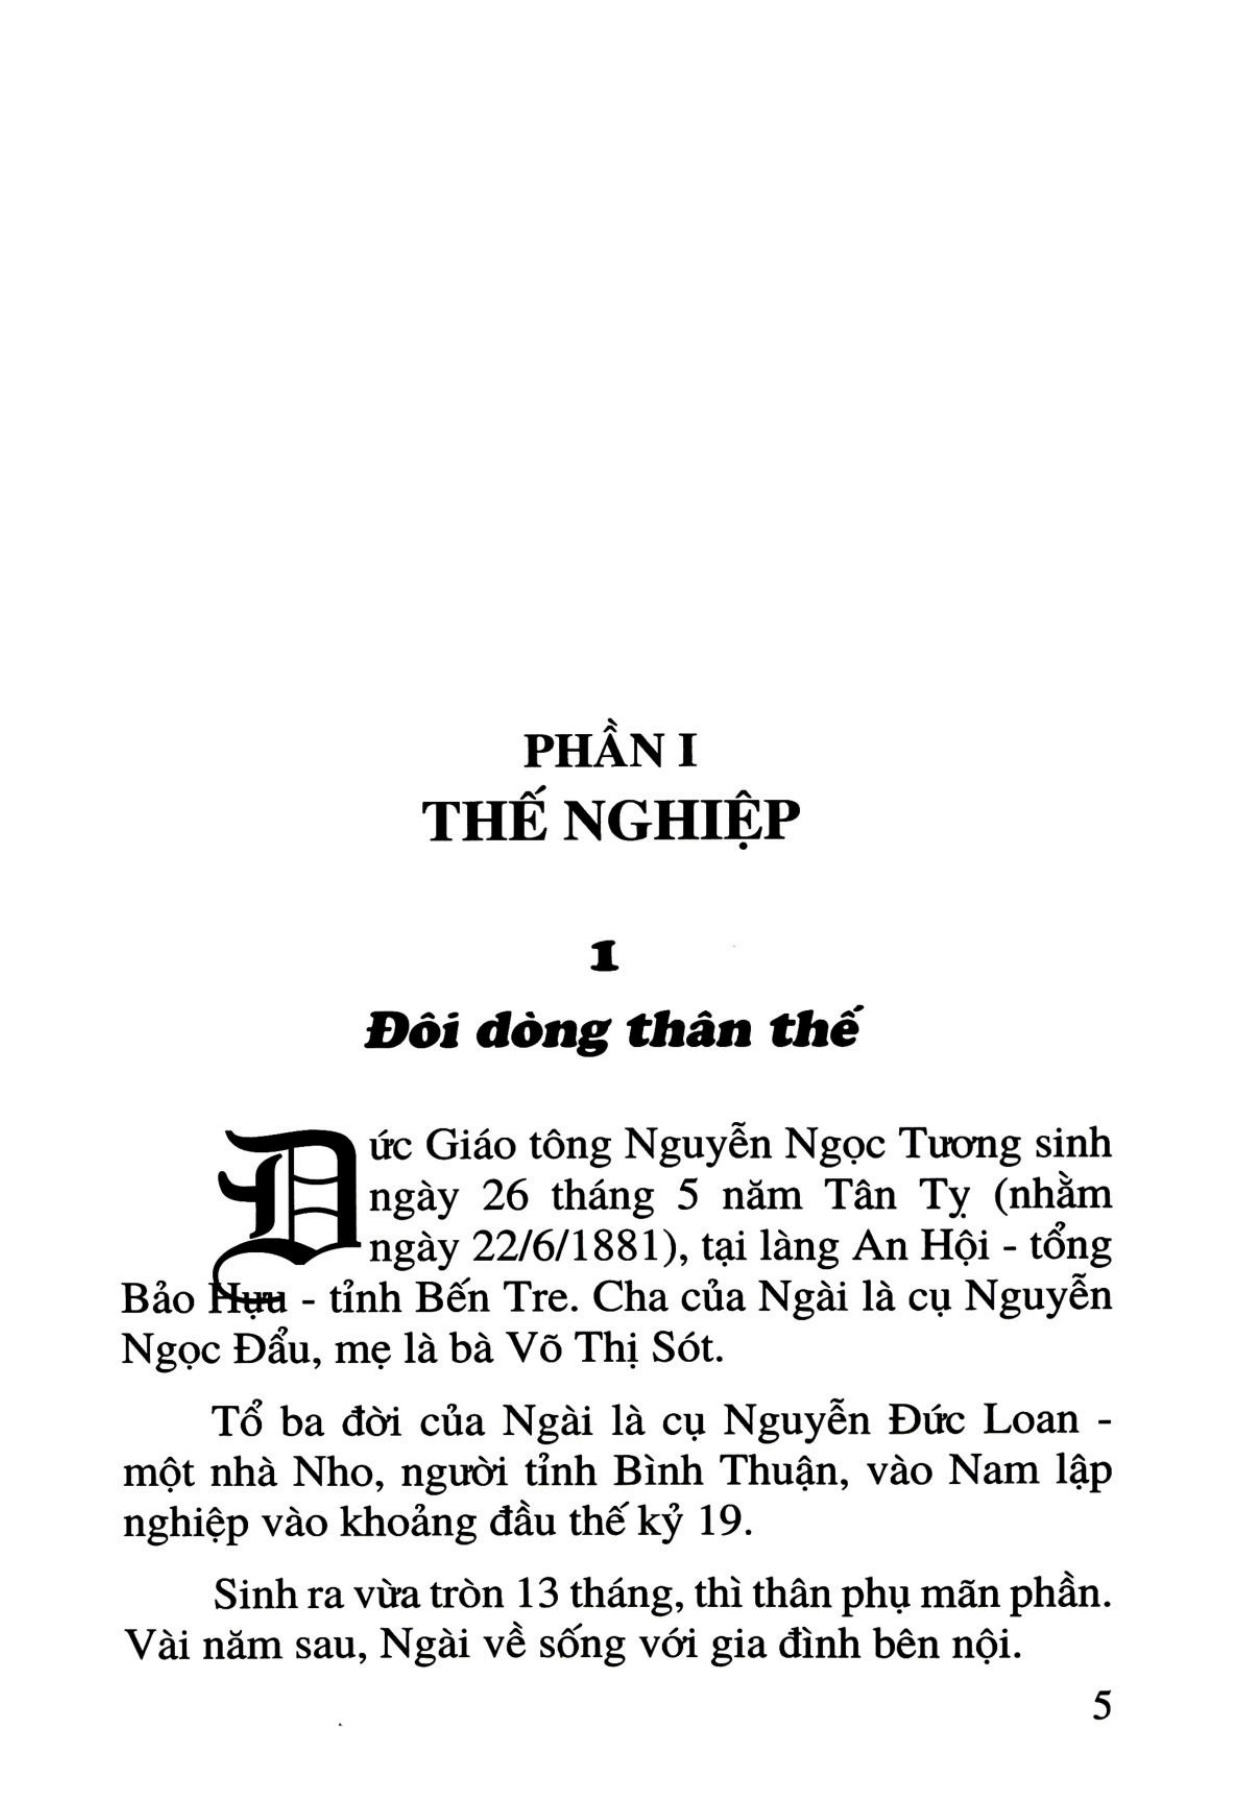 PHẦN I
THẾ NGHIỆP
1
Đôi dòng thân thế
Đức Giáo tông Nguyễn Ngọc Tương sinh
ngày 26 tháng 5 năm Tân Tỵ (nhằm
ngày 22/6/1881), tại làng An Hội - tổng
Bảo Hựu - tỉnh Bến Tre. Cha của Ngài là cụ Nguyễn
Ngọc Đẩu, mẹ là bà Võ Thị Sót.
Tổ ba đời của Ngài là cụ Nguyễn Đức Loan -
một nhà Nho, người tỉnh Bình Thuận, vào Nam lập
nghiệp vào khoảng đầu thế kỷ 19.
Sinh ra vừa tròn 13 tháng, thì thân phụ mãn phần.
Vài năm sau, Ngài về sống với gia đình bên nội.
5